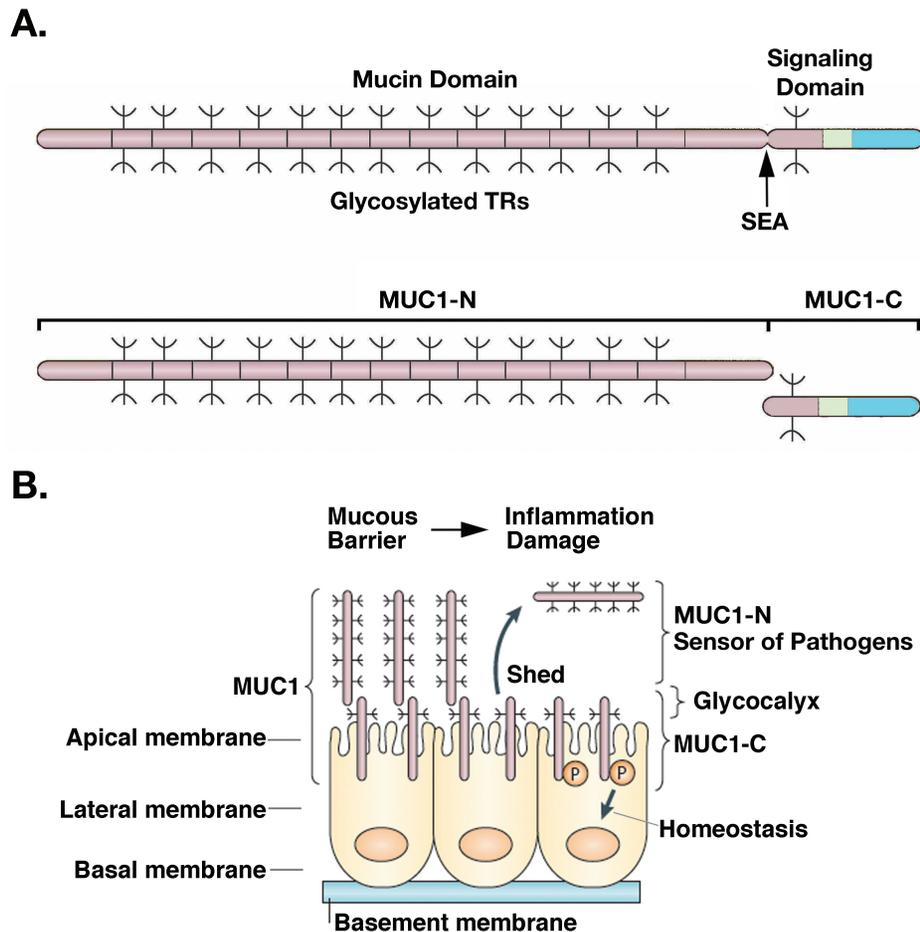 A.
Mucin Domain
Signaling
Domain
Glycosylated TRs
SEA
MUC1-N
MUC1-C
B.
Mucous
Barrier
Inflammation
Damage
MUC1-N
Sensor of Pathogens
Shed
MUC1
Glycocalyx
Apical membrane
MUC1-C
P
P
Lateral membrane
Homeostasis
Basal membrane
Basement membrane